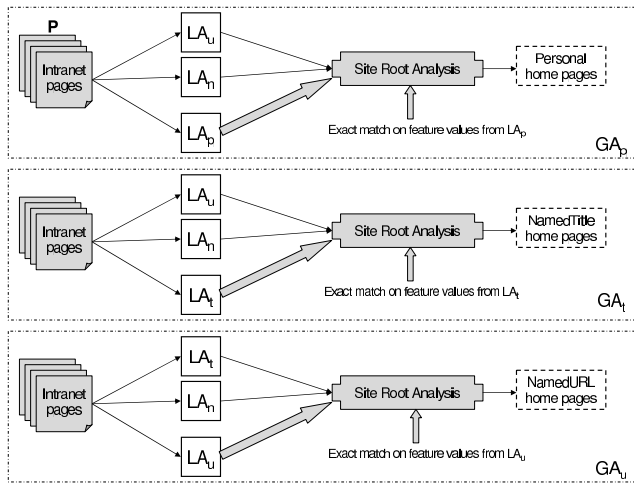 P
Intranet pages
LAu
LAn
LAp
Site Root Analysis
Exact match on feature values from LAp
Personal home pages
GAp
Intranet pages
LAu
LAn
LAt
Site Root Analysis
Exact match on feature values from LAt
NamedTitle home pages
GAt
Intranet pages
LAt
LAn
LAu
Site Root Analysis
Exact match on feature values from LAu
NamedURL home pages
GAu